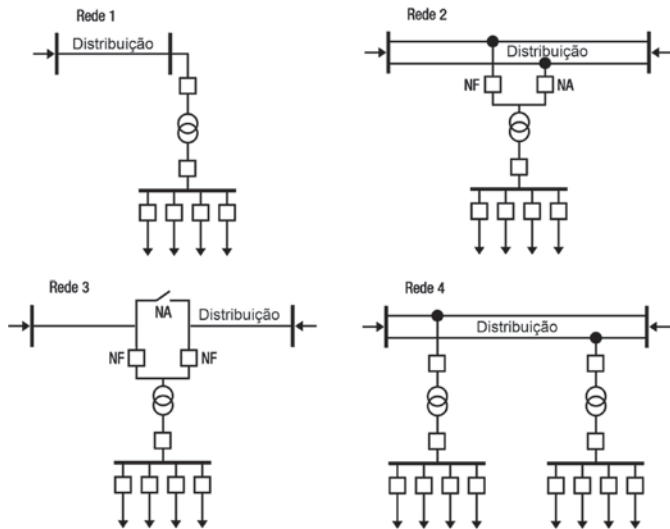 Rede 1
Distribuição
Rede 2
Distribuição
NF
NA
Rede 3
NA
Distribuição
NF
NF
Rede 4
Distribuição